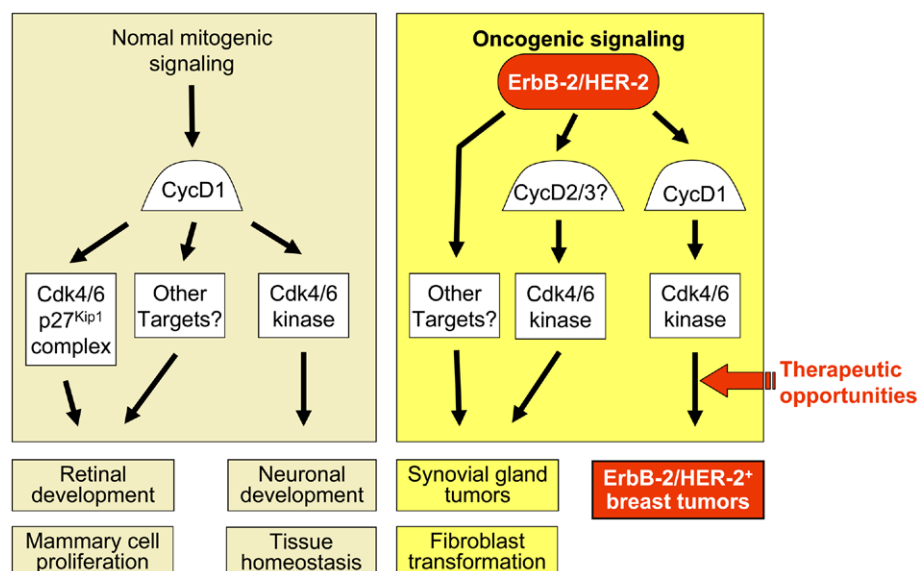 Nomal mitogenic
signaling
CycD1
Cdk4/6
p27Kip1
complex
Other
Targets?
Cdk4/6
kinase
Retinal
development
Neuronal
development
Mammary cell
proliferation
Tissue
homeostasis
Oncogenic signaling
ErbB-2/HER-2
CycD2/3?
CycD1
Other
Targets?
Cdk4/6
kinase
Cdk4/6
kinase
Therapeutic
opportunities
Synovial gland
tumors
ErbB-2/HER-2+
breast tumors
Fibroblast
transformation